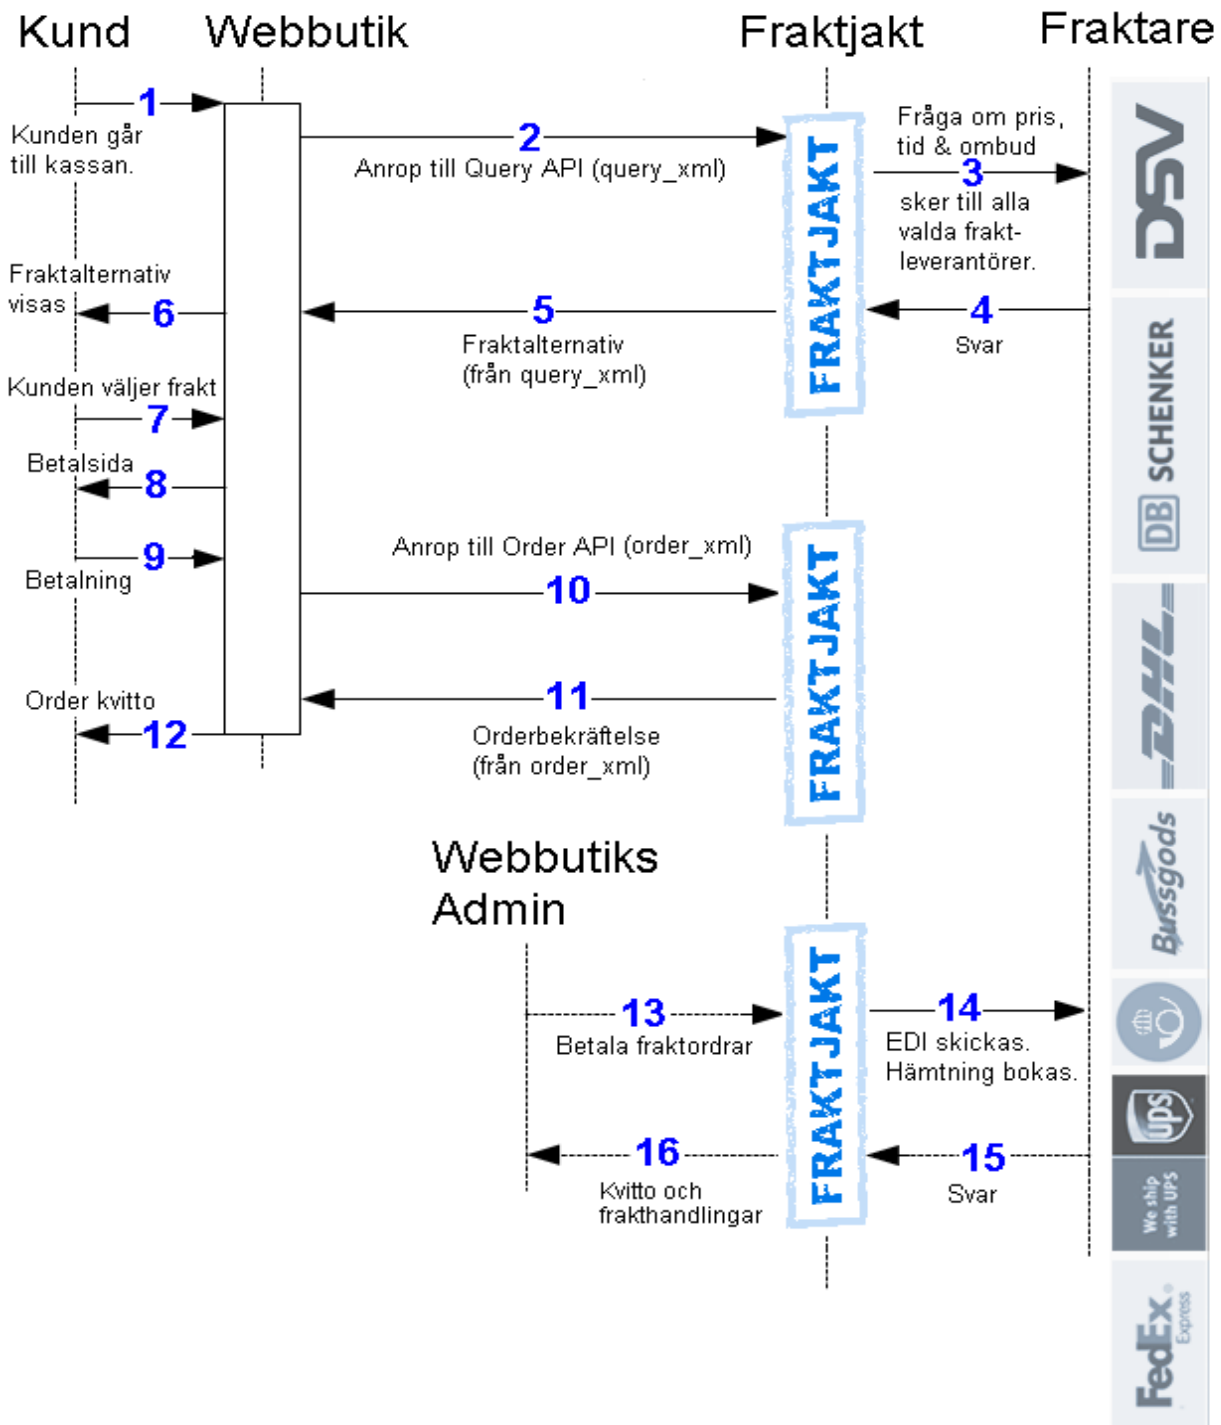 Kund
Webbutik
Fraktjakt
Fraktare
1
Kunden går
till kassan.
2
Anrop till Query API (query_xml)
Fråga om pris,
tid & ombud
3
sker till alla
valda frakt-
leverantörer.
FRAKTJAKT
DSV
Fraktalternativ
visas
6
5
Fraktalternativ
(från query_xml)
4
Svar
DB SCHENKER
Kunden väljer frakt
7
Betalsida
8
9
Betalning
Anrop till Order API (order_xml)
10
FRAKTJAKT
DHL
Order kvitto
12
11
Orderbekräftelse
(från order_xml)
Bussgods
Webbutiks
Admin
13
Betala fraktordrar
FRAKTJAKT
14
EDI skickas.
Hämtning bokas.
16
Kvitto och
frakthandlingar
15
Svar
ups
We ship
with UPS
FedEx
Express